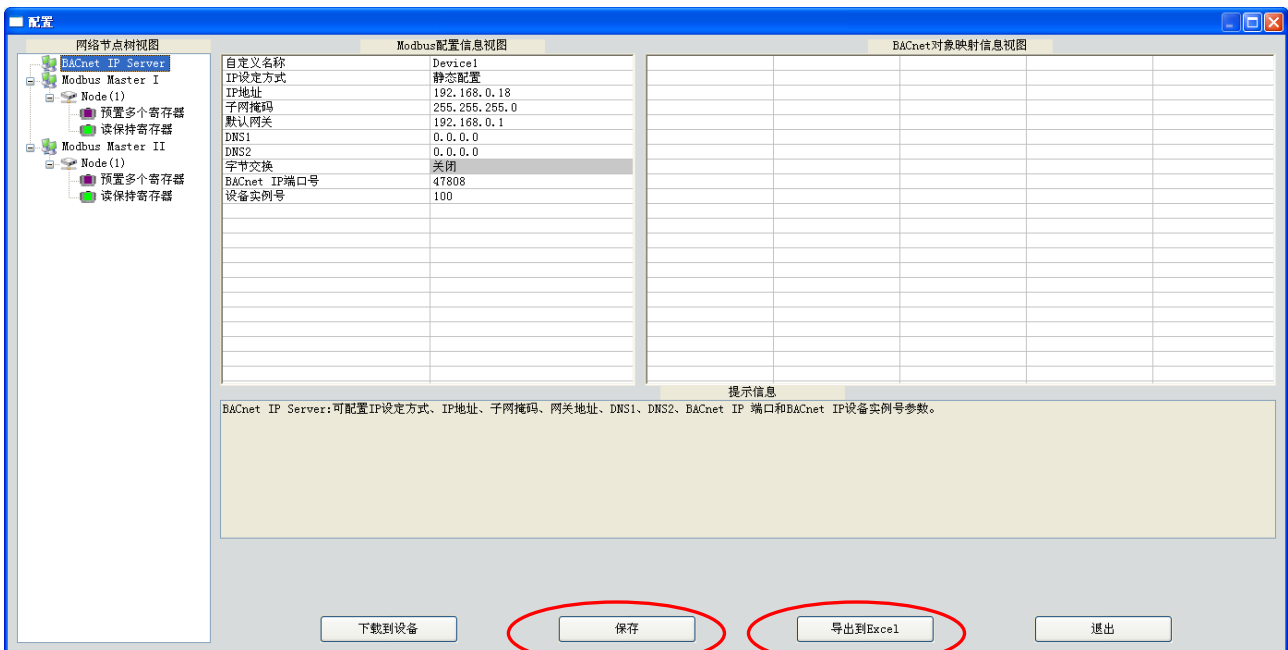 配置
网络节点树视图
BACnet IP Server
Modbus Master I
Node(1)
预置多个寄存器
读保持寄存器
Modbus Master II
Node(1)
预置多个寄存器
读保持寄存器
Modbus配置信息视图
自定义名称 Device1
IP设定方式 静态配置
IP地址 192.168.0.18
子网掩码 255.255.255.0
默认网关 192.168.0.1
DNS1 0.0.0.0
DNS2 0.0.0.0
字节交换 关闭
BACnet IP端口号 47808
设备实例号 100
BACnet对象映射信息视图
提示信息
BACnet IP Server:可配置IP设定方式、IP地址、子网掩码、网关地址、DNS1、DNS2、BACnet IP 端口和BACnet IP设备实例号参数。
下载到设备 保存 导出到Excel 退出